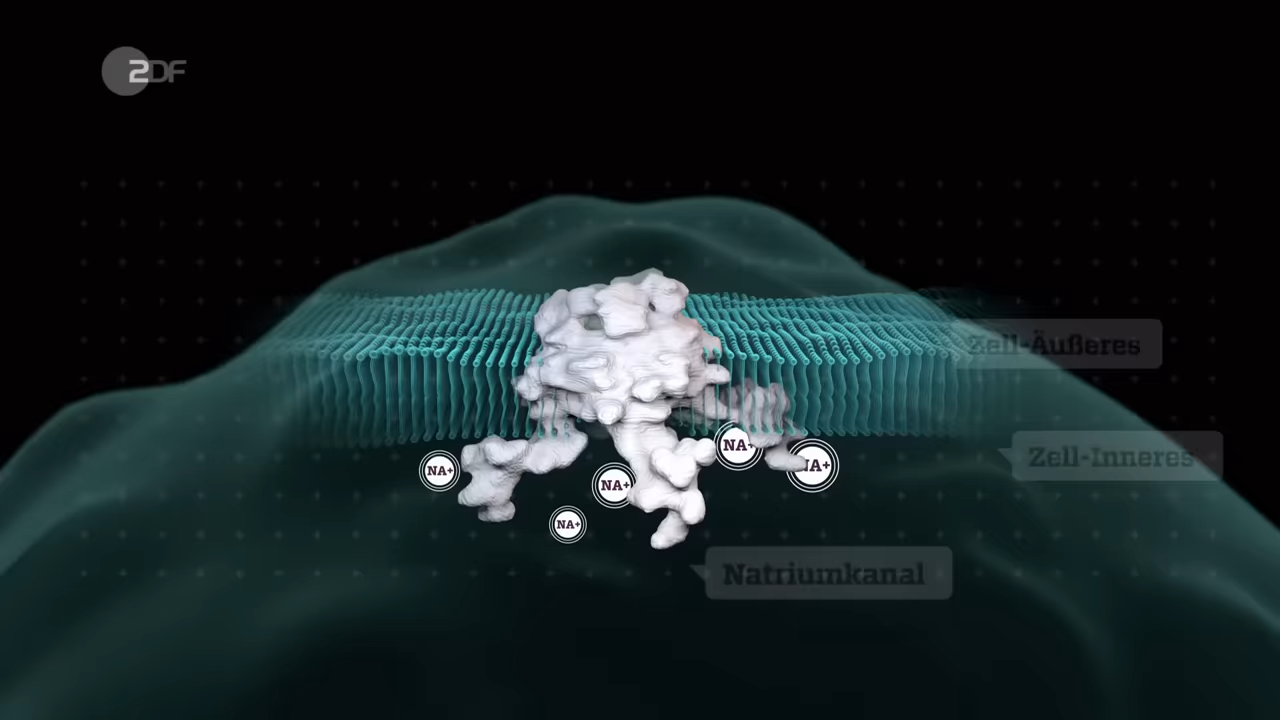 2DF
Zell-Äußeres
Zell-Inneres
NA+
NA+
NA+
NA+
NA+
Natriumkanal